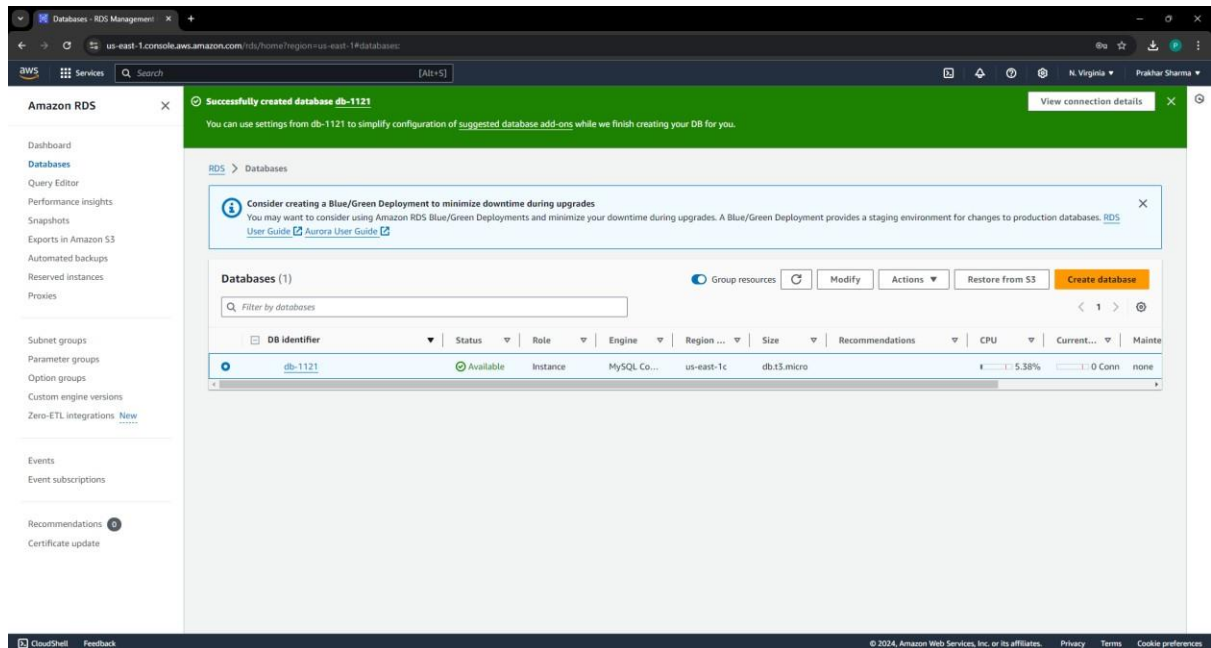 Databases - RDS Management
us-east-1.console.aws.amazon.com/rds/home?region=us-east-1#databases:
aws Services Search [Alt+S] N. Virginia Prakhar Sharma
Amazon RDS
Dashboard
Databases
Query Editor
Performance insights
Snapshots
Exports in Amazon S3
Automated backups
Reserved instances
Proxies
Subnet groups
Parameter groups
Option groups
Custom engine versions
Zero-ETL integrations New
Events
Event subscriptions
Recommendations 0
Certificate update
Successfully created database db-1121 View connection details
You can use settings from db-1121 to simplify configuration of suggested database add-ons while we finish creating your DB for you.
RDS > Databases
Consider creating a Blue/Green Deployment to minimize downtime during upgrades
You may want to consider using Amazon RDS Blue/Green Deployments and minimize your downtime during upgrades. A Blue/Green Deployment provides a staging environment for changes to production databases. RDS
User Guide Aurora User Guide
Databases (1) Group resources Modify Actions Restore from S3 Create database
Filter by databases < 1 >
DB identifier Status Role Engine Region ... Size Recommendations CPU Current... Mainte
db-1121 Available Instance MySQL Co... us-east-1c db.t3.micro 5.38% 0 Conn none
CloudShell Feedback © 2024, Amazon Web Services, Inc. or its affiliates. Privacy Terms Cookie preferences